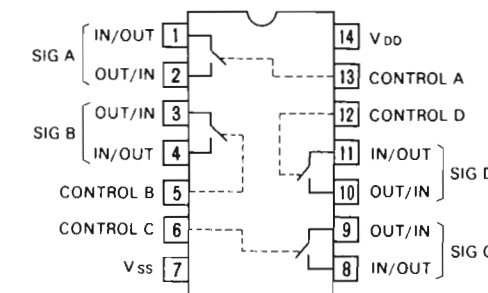 IN/OUT 1
SIG A
OUT/IN 2
OUT/IN 3
SIG B
IN/OUT 4
CONTROL B 5
CONTROL C 6
VSS 7
14 VDD
13 CONTROL A
12 CONTROL D
11 IN/OUT
SIG D
10 OUT/IN
9 OUT/IN
SIG C
8 IN/OUT